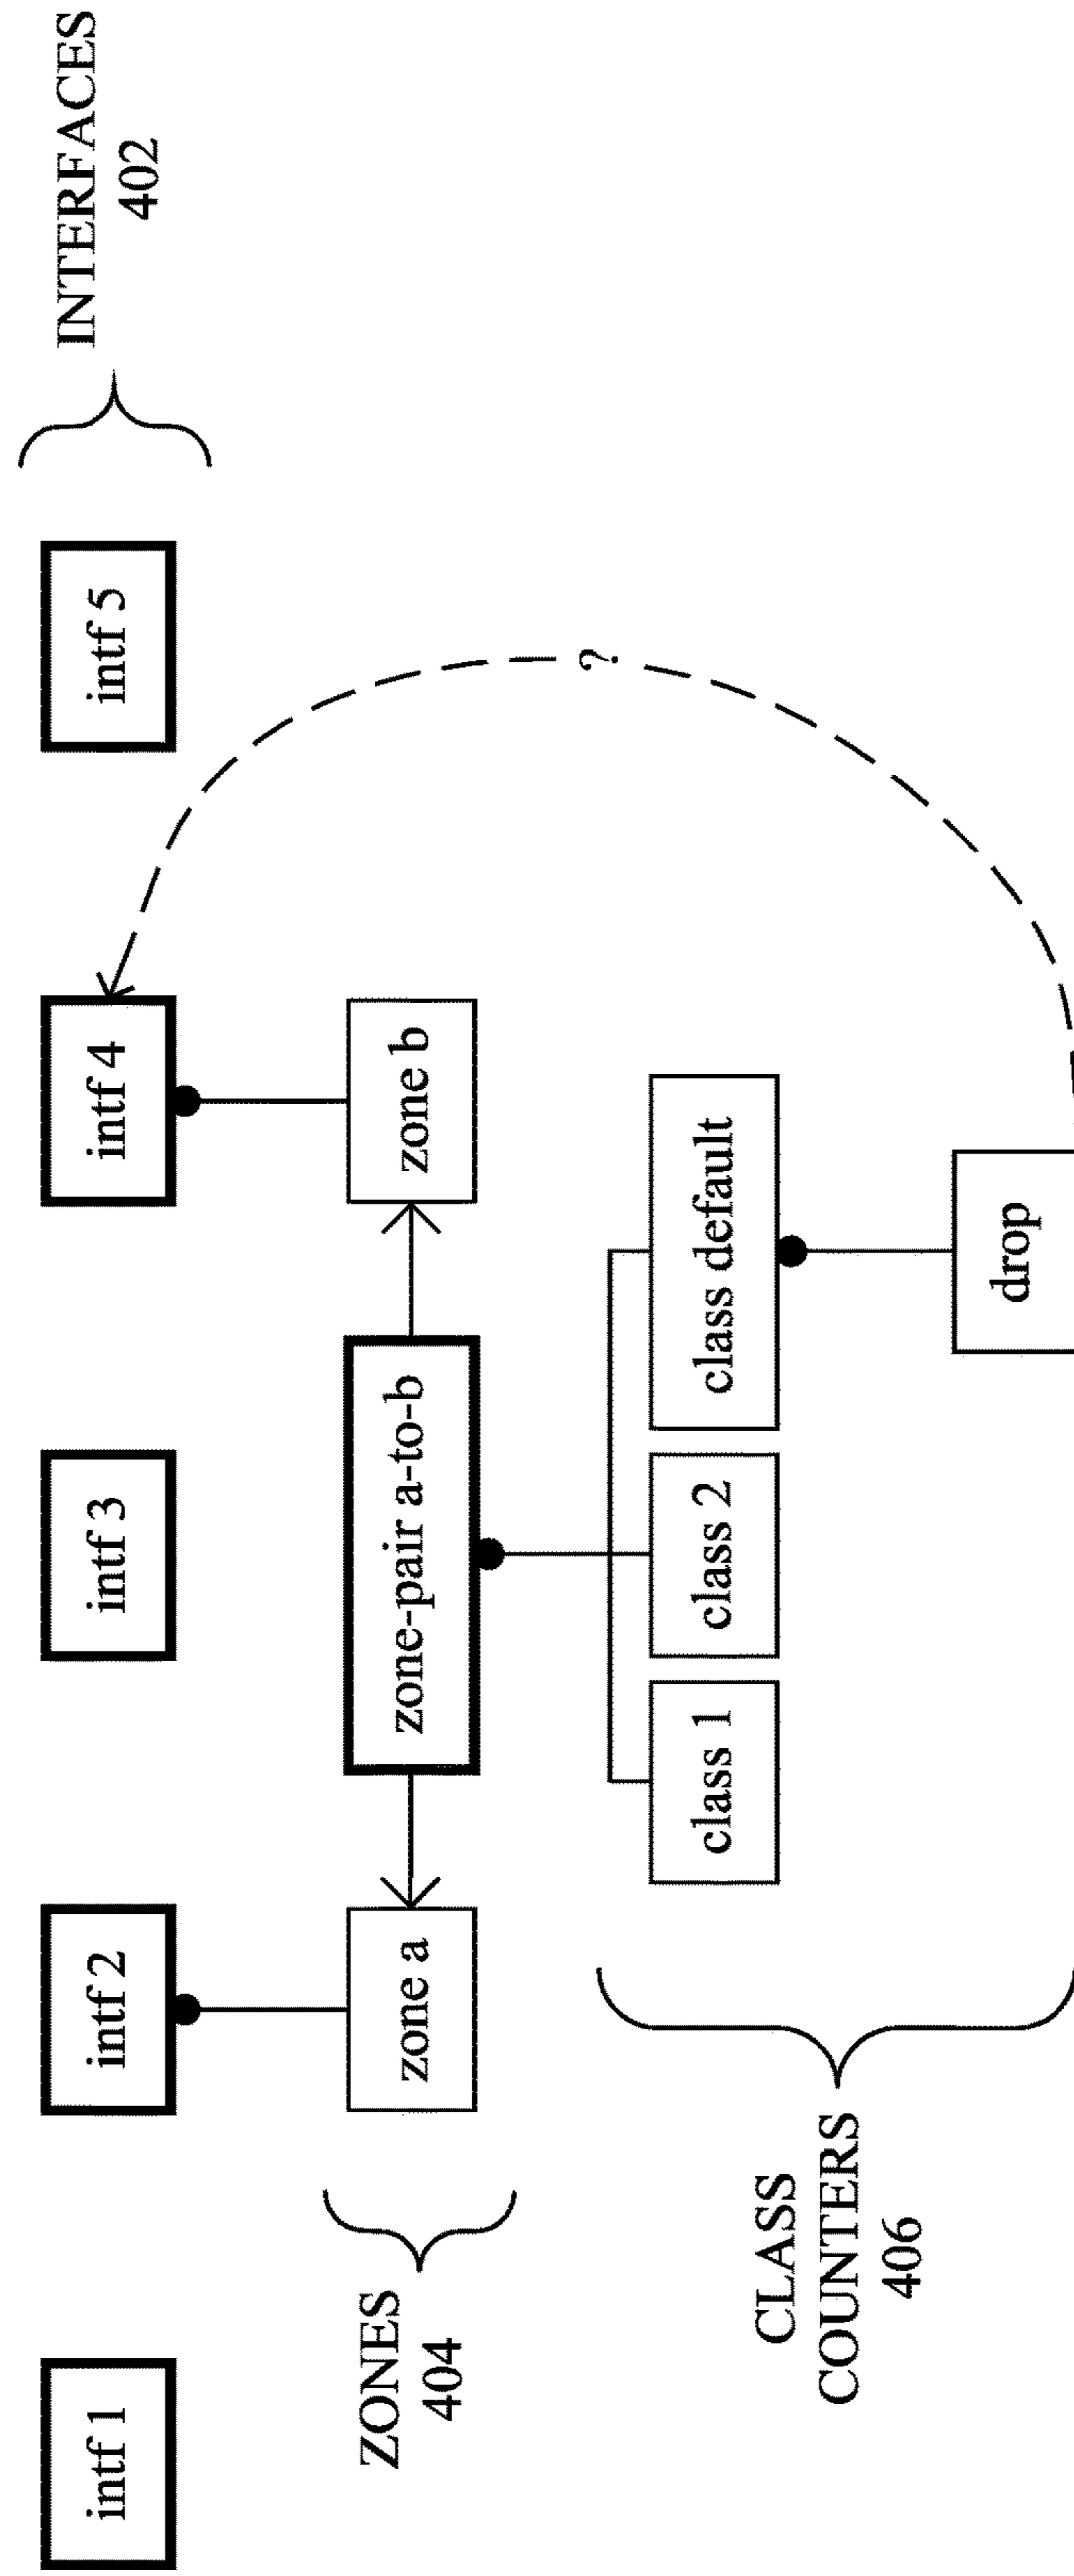 intf 1
intf 2
intf 3
intf 4
intf 5
INTERFACES
402
ZONES
404
zone a
zone-pair a-to-b
zone b
?
CLASS
COUNTERS
406
class 1
class 2
class default
drop